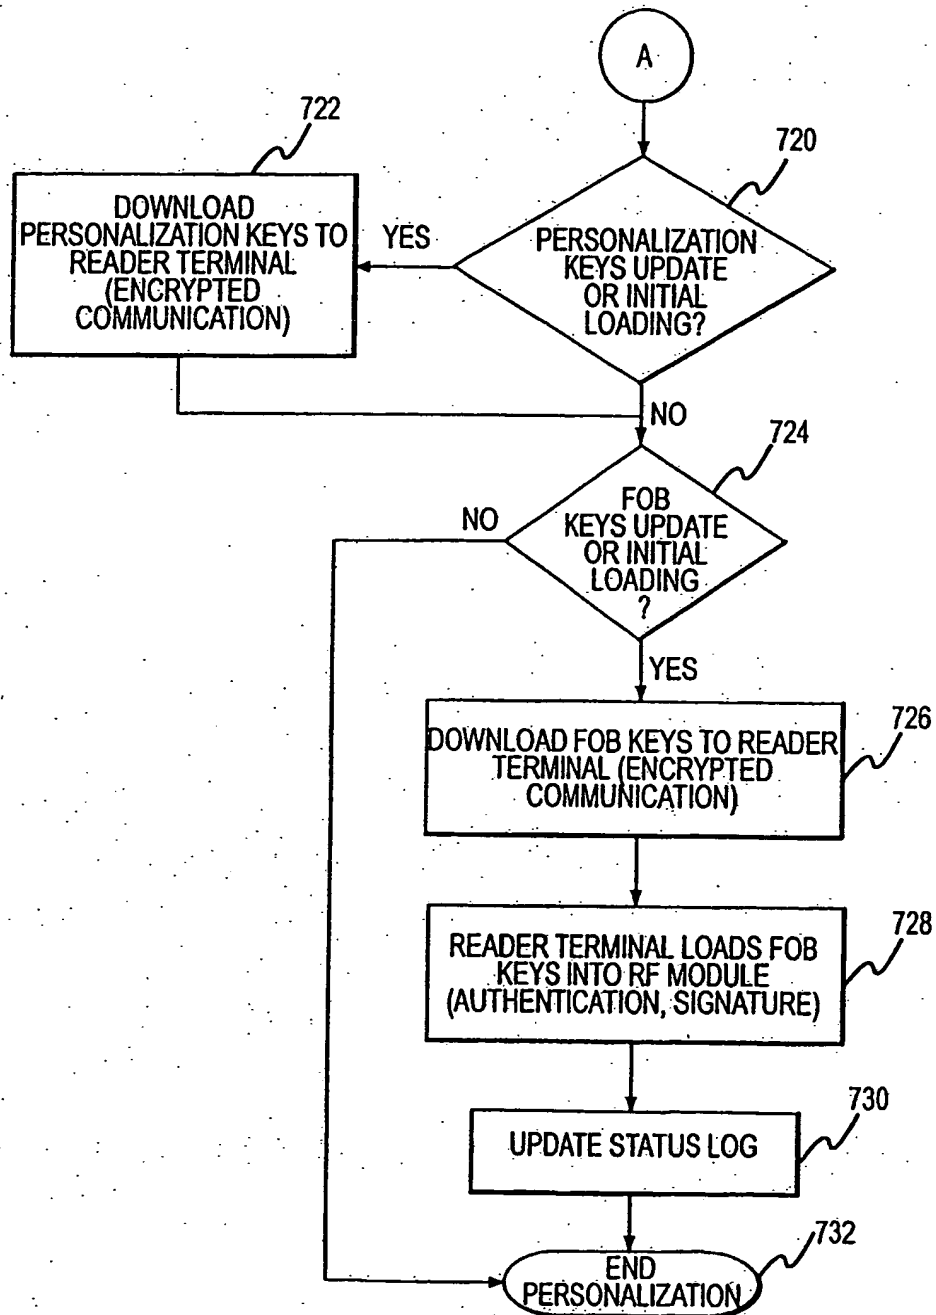 A
722
720
DOWNLOAD
PERSONALIZATION KEYS TO
READER TERMINAL
(ENCRYPTED
COMMUNICATION)
YES
PERSONALIZATION
KEYS UPDATE
OR INITIAL
LOADING?
NO
724
NO
FOB
KEYS UPDATE
OR INITIAL
LOADING
?
YES
726
DOWNLOAD FOB KEYS TO READER
TERMINAL (ENCRYPTED
COMMUNICATION)
728
READER TERMINAL LOADS FOB
KEYS INTO RF MODULE
(AUTHENTICATION, SIGNATURE)
730
UPDATE STATUS LOG
732
END
PERSONALIZATION